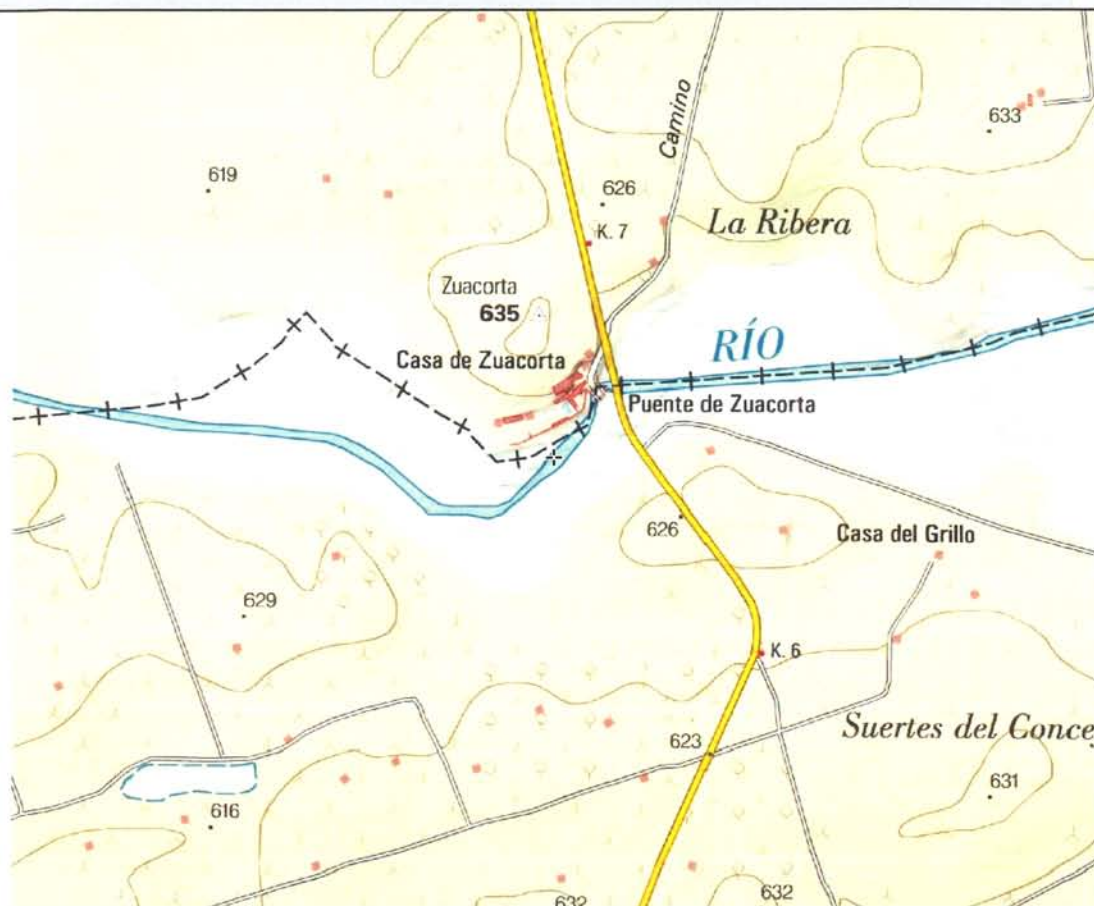 Camino
633
619
626
La Ribera
K. 7
Zuacorta
635
RÍO
Casa de Zuacorta
Puente de Zuacorta
626
Casa del Grillo
629
K. 6
Suertes del Conce
623
631
616
632
632